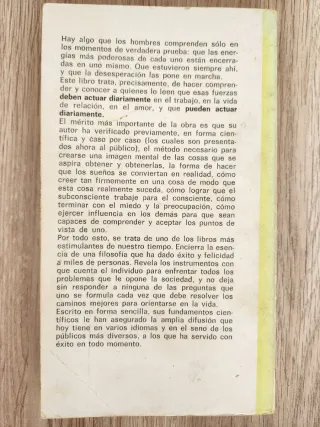 Hay algo que los hombres comprenden sólo en
los momentos de verdadera prueba: que las ener-
gías más poderosas de cada uno están encerra-
das en uno mismo. Que estuvieron siempre ahí,
y que la desesperación las pone en marcha.
Este libro trata, precisamente, de hacer compren-
der y conocer a quienes lo leen que esas fuerzas
deben actuar diariamente en el trabajo, en la vida
de relación, en el amor, y que pueden actuar
diariamente.
El mérito más importante de la obra es que su
autor ha verificado previamente, en forma cien-
tífica y caso por caso (los cuales son presenta-
dos ahora al público), el método necesario para
crearse una imagen mental de las cosas que se
aspira obtener y obtenerlas, la forma de hacer
que los sueños se conviertan en realidad, cómo
creer tan firmemente en una cosa de modo que
esta cosa realmente suceda, cómo lograr que el
subconsciente trabaje para el consciente, cómo
terminar con el miedo y la preocupación, cómo
ejercer influencia en los demás para que sean
capaces de comprender y aceptar los puntos de
vista de uno.
Por todo esto, se trata de uno de los libros más
estimulantes de nuestro tiempo. Encierra la esen-
cia de una filosofía que ha dado éxito y felicidad
a miles de personas. Revela los instrumentos con
que cuenta el individuo para enfrentar todos los
problemas que le opone la sociedad, y no deja
sin responder a ninguna de las preguntas que
uno se formula cada vez que debe resolver los
caminos mejores para orientarse en la vida.
Escrito en forma sencilla, sus fundamentos cien-
tíficos le han asegurado la amplia difusión que
hoy tiene en varios idiomas y en el seno de los
públicos más diversos, a los que ha servido con
éxito en todo momento.